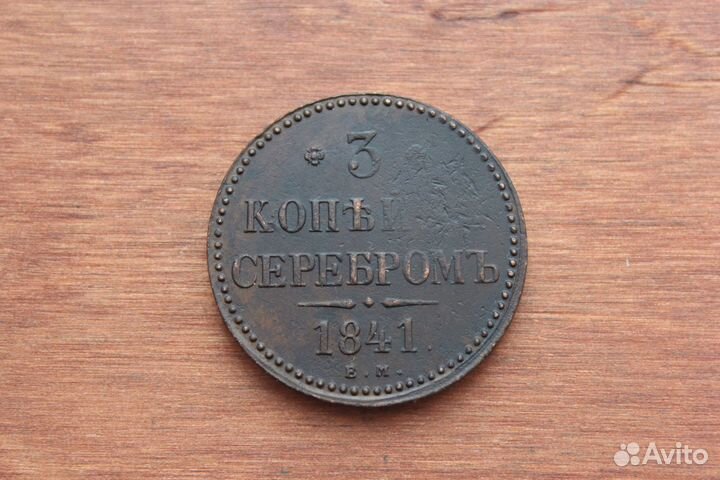 3
КОПѢЙ
СЕРЕБРОМЪ
1841.
Е.М.
Avito